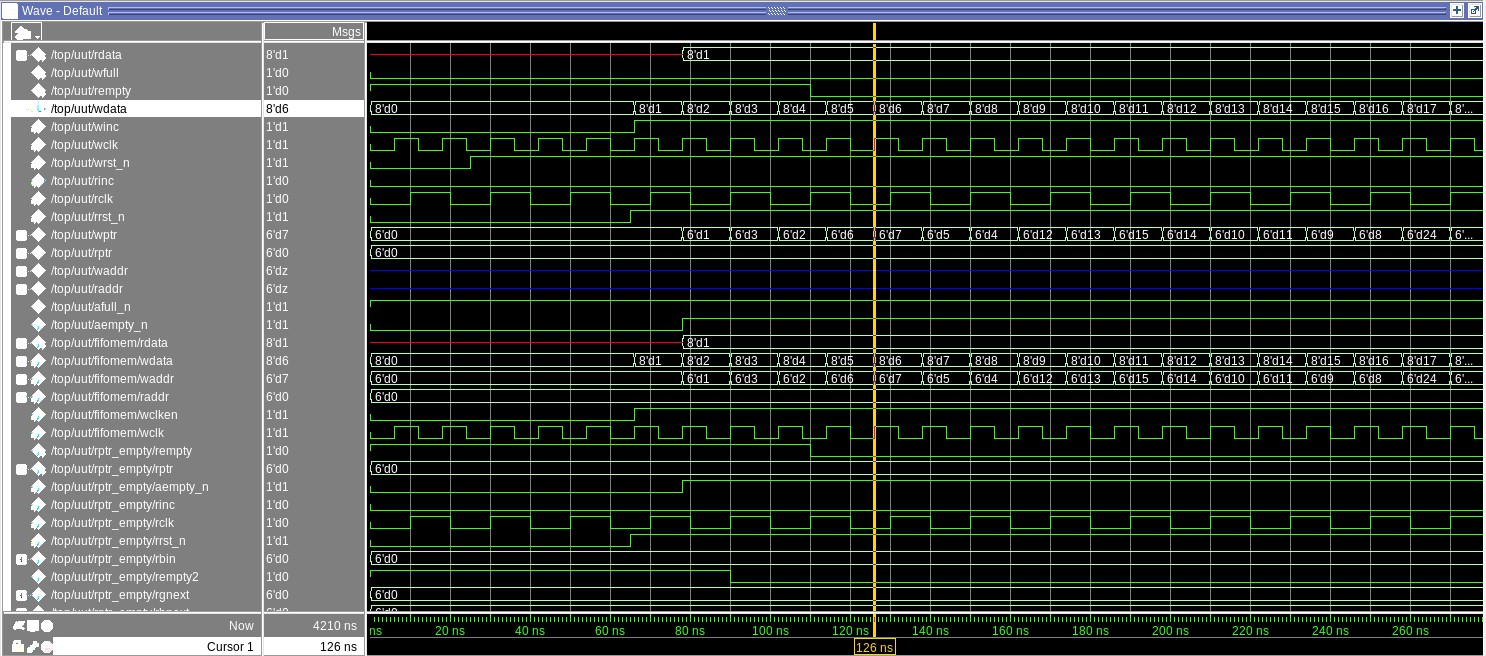 Wave - Default
Msgs
/top/uut/rdata 8'd1 8'd1
/top/uut/wfull 1'd0
/top/uut/rempty 1'd0
/top/uut/wdata 8'd6 8'd0 8'd1 8'd2 8'd3 8'd4 8'd5 8'd6 8'd7 8'd8 8'd9 8'd10 8'd11 8'd12 8'd13 8'd14 8'd15 8'd16 8'd17 8'...
/top/uut/winc 1'd1
/top/uut/wclk 1'd1
/top/uut/wrst_n 1'd1
/top/uut/rinc 1'd0
/top/uut/rclk 1'd0
/top/uut/rrst_n 1'd1
/top/uut/wptr 6'd7 6'd0 6'd1 6'd3 6'd2 6'd6 6'd7 6'd5 6'd4 6'd12 6'd13 6'd15 6'd14 6'd10 6'd11 6'd9 6'd8 6'd24 6'...
/top/uut/rptr 6'd0 6'd0
/top/uut/waddr 6'dz
/top/uut/raddr 6'dz
/top/uut/afull_n 1'd1
/top/uut/aempty_n 1'd1
/top/uut/fifomem/rdata 8'd1 8'd1
/top/uut/fifomem/wdata 8'd6 8'd0 8'd1 8'd2 8'd3 8'd4 8'd5 8'd6 8'd7 8'd8 8'd9 8'd10 8'd11 8'd12 8'd13 8'd14 8'd15 8'd16 8'd17 8'...
/top/uut/fifomem/waddr 6'd7 6'd0 6'd1 6'd3 6'd2 6'd6 6'd7 6'd5 6'd4 6'd12 6'd13 6'd15 6'd14 6'd10 6'd11 6'd9 6'd8 6'd24 6'...
/top/uut/fifomem/raddr 6'd0 6'd0
/top/uut/fifomem/wclken 1'd1
/top/uut/fifomem/wclk 1'd1
/top/uut/rptr_empty/rempty 1'd0
/top/uut/rptr_empty/rptr 6'd0 6'd0
/top/uut/rptr_empty/aempty_n 1'd1
/top/uut/rptr_empty/rinc 1'd0
/top/uut/rptr_empty/rclk 1'd0
/top/uut/rptr_empty/rrst_n 1'd1
/top/uut/rptr_empty/rbin 6'd0 6'd0
/top/uut/rptr_empty/rempty2 1'd0
/top/uut/rptr_empty/rgnext 6'd0 6'd0
Now 4210 ns ns 20 ns 40 ns 60 ns 80 ns 100 ns 120 ns 140 ns 160 ns 180 ns 200 ns 220 ns 240 ns 260 ns
Cursor 1 126 ns 126 ns